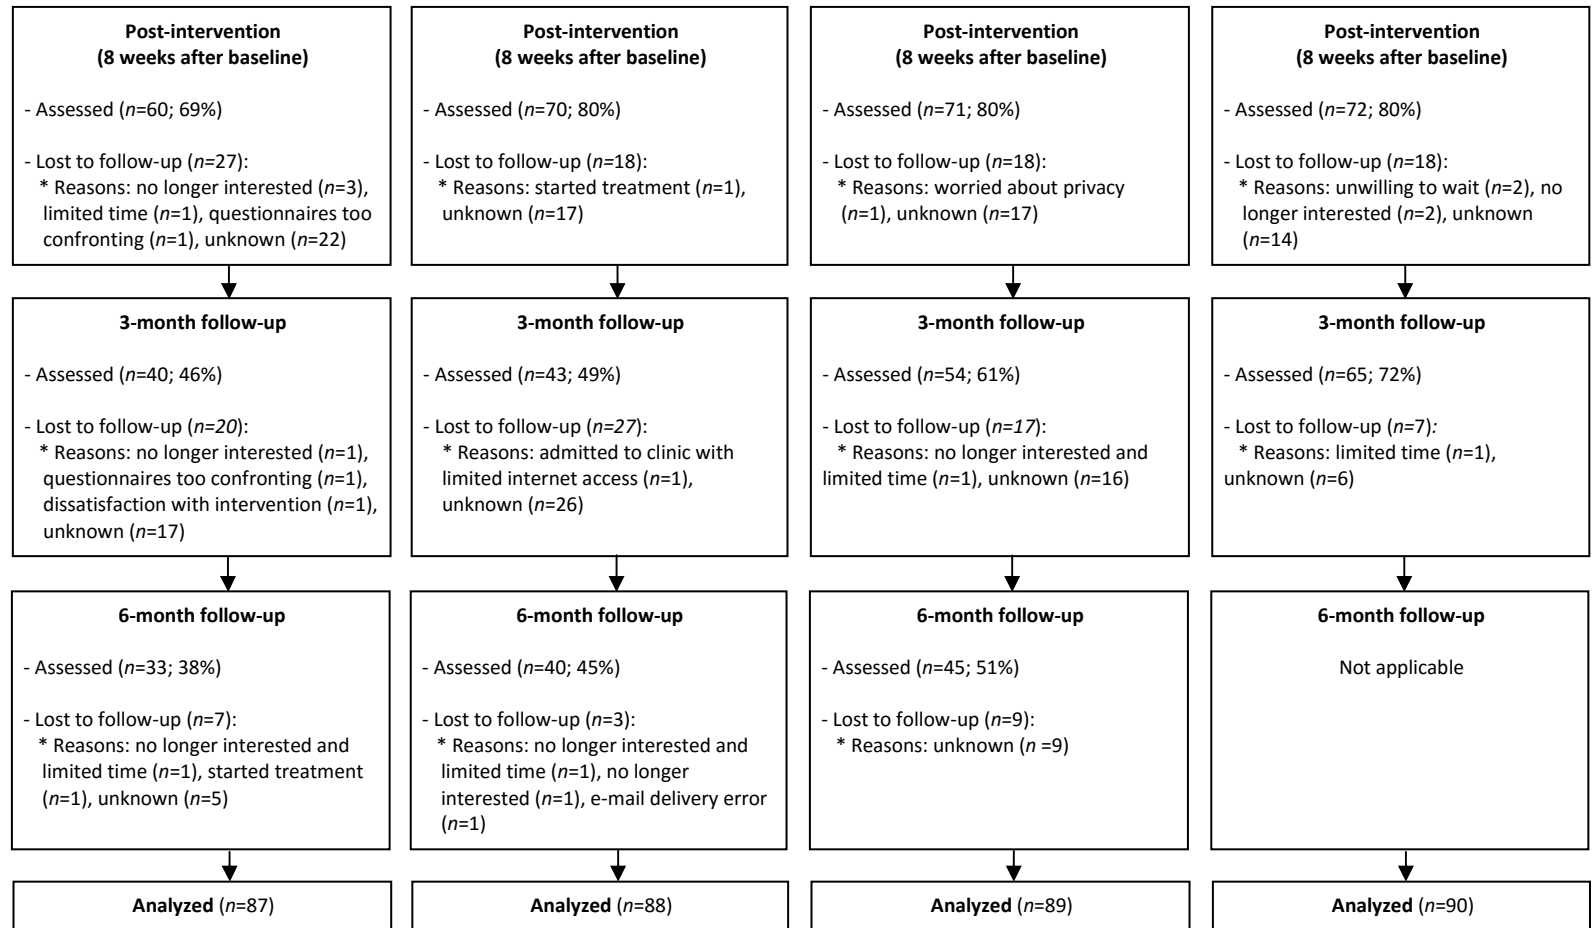 Post-intervention
(8 weeks after baseline)
- Assessed (n=60; 69%)
- Lost to follow-up (n=27):
* Reasons: no longer interested (n=3),
limited time (n=1), questionnaires too
confronting (n=1), unknown (n=22)
Post-intervention
(8 weeks after baseline)
- Assessed (n=70; 80%)
- Lost to follow-up (n=18):
* Reasons: started treatment (n=1),
unknown (n=17)
Post-intervention
(8 weeks after baseline)
- Assessed (n=71; 80%)
- Lost to follow-up (n=18):
* Reasons: worried about privacy
(n=1), unknown (n=17)
Post-intervention
(8 weeks after baseline)
- Assessed (n=72; 80%)
- Lost to follow-up (n=18):
* Reasons: unwilling to wait (n=2), no
longer interested (n=2), unknown
(n=14)
3-month follow-up
- Assessed (n=40; 46%)
- Lost to follow-up (n=20):
* Reasons: no longer interested (n=1),
questionnaires too confronting (n=1),
dissatisfaction with intervention (n=1),
unknown (n=17)
3-month follow-up
- Assessed (n=43; 49%)
- Lost to follow-up (n=27):
* Reasons: admitted to clinic with
limited internet access (n=1),
unknown (n=26)
3-month follow-up
- Assessed (n=54; 61%)
- Lost to follow-up (n=17):
* Reasons: no longer interested and
limited time (n=1), unknown (n=16)
3-month follow-up
- Assessed (n=65; 72%)
- Lost to follow-up (n=7):
* Reasons: limited time (n=1),
unknown (n=6)
6-month follow-up
- Assessed (n=33; 38%)
- Lost to follow-up (n=7):
* Reasons: no longer interested and
limited time (n=1), started treatment
(n=1), unknown (n=5)
6-month follow-up
- Assessed (n=40; 45%)
- Lost to follow-up (n=3):
* Reasons: no longer interested and
limited time (n=1), no longer
interested (n=1), e-mail delivery error
(n=1)
6-month follow-up
- Assessed (n=45; 51%)
- Lost to follow-up (n=9):
* Reasons: unknown (n =9)
6-month follow-up
Not applicable
Analyzed (n=87)
Analyzed (n=88)
Analyzed (n=89)
Analyzed (n=90)